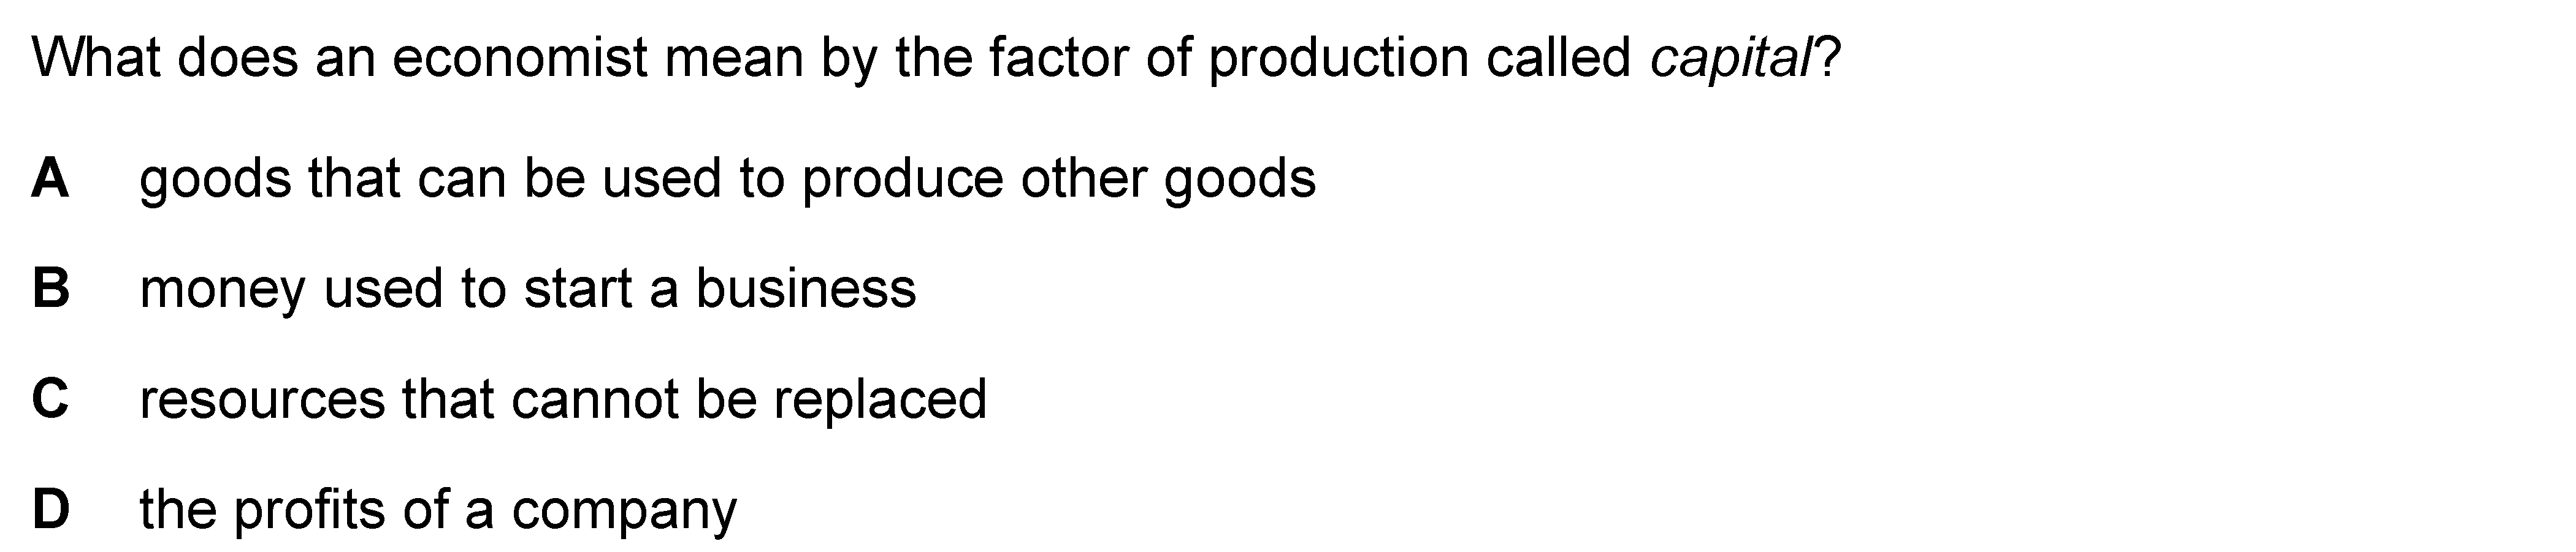 What does an economist mean by the factor of production called capital?
A goods that can be used to produce other goods
B money used to start a business
C resources that cannot be replaced
D the profits of a company